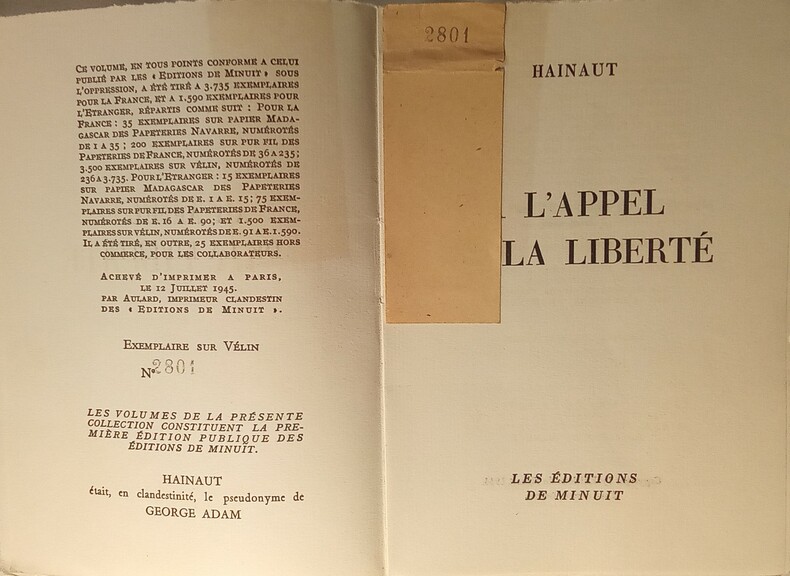 CE VOLUME, EN TOUS POINTS CONFORME A CELUI
PUBLIÉ PAR LES « EDITIONS DE MINUIT » SOUS
L'OPPRESSION, A ÉTÉ TIRÉ A 3.735 EXEMPLAIRES
POUR LA FRANCE, ET A 1.590 EXEMPLAIRES POUR
L'ETRANGER, RÉPARTIS COMME SUIT : POUR LA
FRANCE : 35 EXEMPLAIRES SUR PAPIER MADA-
GASCAR DES PAPETERIES NAVARRE, NUMÉROTÉS
DE 1 A 35 ; 200 EXEMPLAIRES SUR PUR FIL DES
PAPETERIES DE FRANCE, NUMÉROTÉS DE 36 A 235 ;
3.500 EXEMPLAIRES SUR VÉLIN, NUMÉROTÉS DE
236 A 3.735. POUR L'ETRANGER : 15 EXEMPLAIRES
SUR PAPIER MADAGASCAR DES PAPETERIES
NAVARRE, NUMÉROTÉS DE E. 1 A E. 15; 75 EXEM-
PLAIRES SUR PUR FIL DES PAPETERIES DE FRANCE,
NUMÉROTÉS DE E. 16 A E. 90; ET 1.500 EXEM-
PLAIRES SUR VÉLIN, NUMÉROTÉS DE E. 91 A E. 1.590.
IL A ÉTÉ TIRÉ, EN OUTRE, 25 EXEMPLAIRES HORS
COMMERCE, POUR LES COLLABORATEURS.
ACHEVÉ D'IMPRIMER A PARIS,
LE 12 JUILLET 1945.
PAR AULARD, IMPRIMEUR CLANDESTIN
DES « EDITIONS DE MINUIT ».
EXEMPLAIRE SUR VÉLIN
N° 2801
LES VOLUMES DE LA PRÉSENTE
COLLECTION CONSTITUENT LA PRE-
MIÈRE ÉDITION PUBLIQUE DES
ÉDITIONS DE MINUIT.
HAINAUT
était, en clandestinité, le pseudonyme de
GEORGE ADAM
2801
HAINAUT
L'APPEL
LA LIBERTÉ
LES ÉDITIONS
DE MINUIT